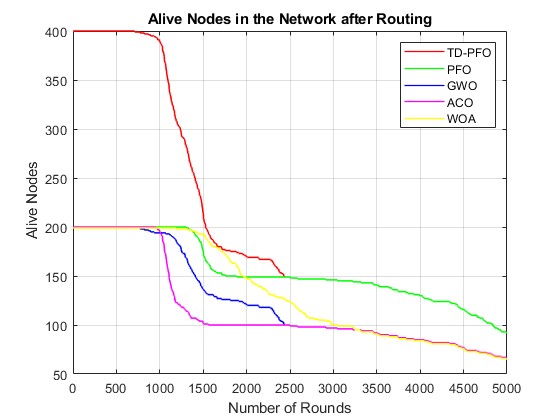 Alive Nodes in the Network after Routing
400
350
300
250
200
150
100
50
Alive Nodes
TD-PFO
PFO
GWO
ACO
WOA
0 500 1000 1500 2000 2500 3000 3500 4000 4500 5000
Number of Rounds